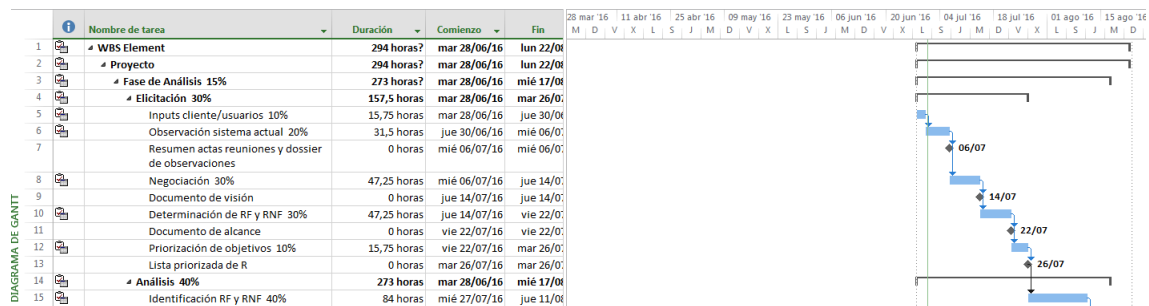 28 mar '16 11 abr '16 25 abr '16 09 may '16 23 may '16 06 jun '16 20 jun '16 04 jul '16 18 jul '16 01 ago '16 15 ago '16
Nombre de tarea Duración Comienzo Fin M D V X L S J M D V X L S J M D V X L S J M D
1 WBS Element 294 horas? mar 28/06/16 lun 22/08
2 Proyecto 294 horas? mar 28/06/16 lun 22/08
3 Fase de Análisis 15% 273 horas? mar 28/06/16 mié 17/08
4 Elicitación 30% 157,5 horas mar 28/06/16 mar 26/07
5 Inputs cliente/usuarios 10% 15,75 horas mar 28/06/16 jue 30/06
6 Observación sistema actual 20% 31,5 horas jue 30/06/16 mié 06/07
7 Resumen actas reuniones y dossier 0 horas mié 06/07/16 mié 06/07 06/07
de observaciones
8 Negociación 30% 47,25 horas mié 06/07/16 jue 14/07
9 Documento de visión 0 horas jue 14/07/16 jue 14/07 14/07
10 Determinación de RF y RNF 30% 47,25 horas jue 14/07/16 vie 22/07
11 Documento de alcance 0 horas vie 22/07/16 vie 22/07 22/07
12 Priorización de objetivos 10% 15,75 horas vie 22/07/16 mar 26/07
13 Lista priorizada de R 0 horas mar 26/07/16 mar 26/07 26/07
14 Análisis 40% 273 horas mar 28/06/16 mié 17/08
15 Identificación RF y RNF 40% 84 horas mié 27/07/16 jue 11/08
DIAGRAMA DE GANTT